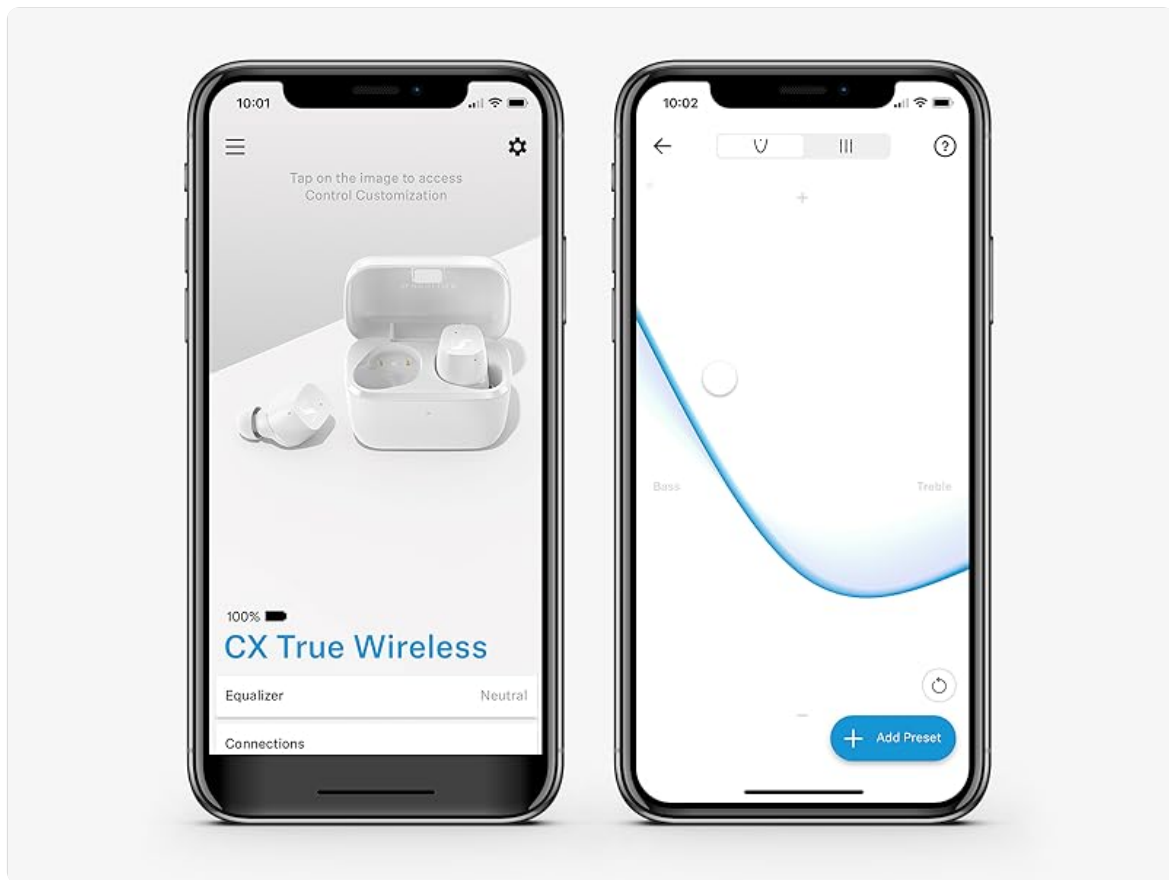 10:01
Tap on the image to access
Control Customization
100%
CX True Wireless
Equalizer Neutral
Connections
10:02
?
+
Bass Treble
−
+ Add Preset